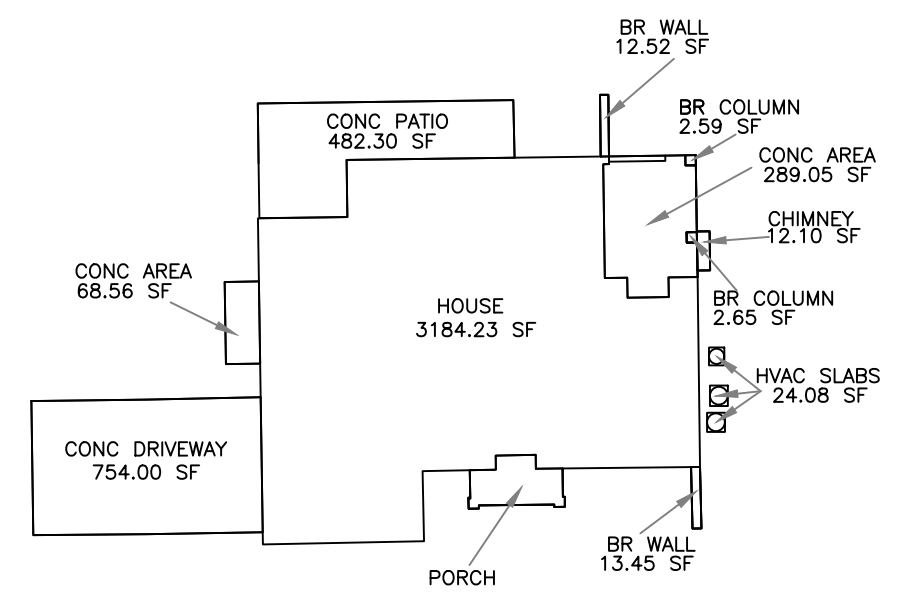 BR WALL
12.52 SF
BR COLUMN
2.59 SF
CONC PATIO
482.30 SF
CONC AREA
289.05 SF
CHIMNEY
12.10 SF
CONC AREA
68.56 SF
HOUSE
3184.23 SF
BR COLUMN
2.65 SF
HVAC SLABS
24.08 SF
CONC DRIVEWAY
754.00 SF
BR WALL
13.45 SF
PORCH